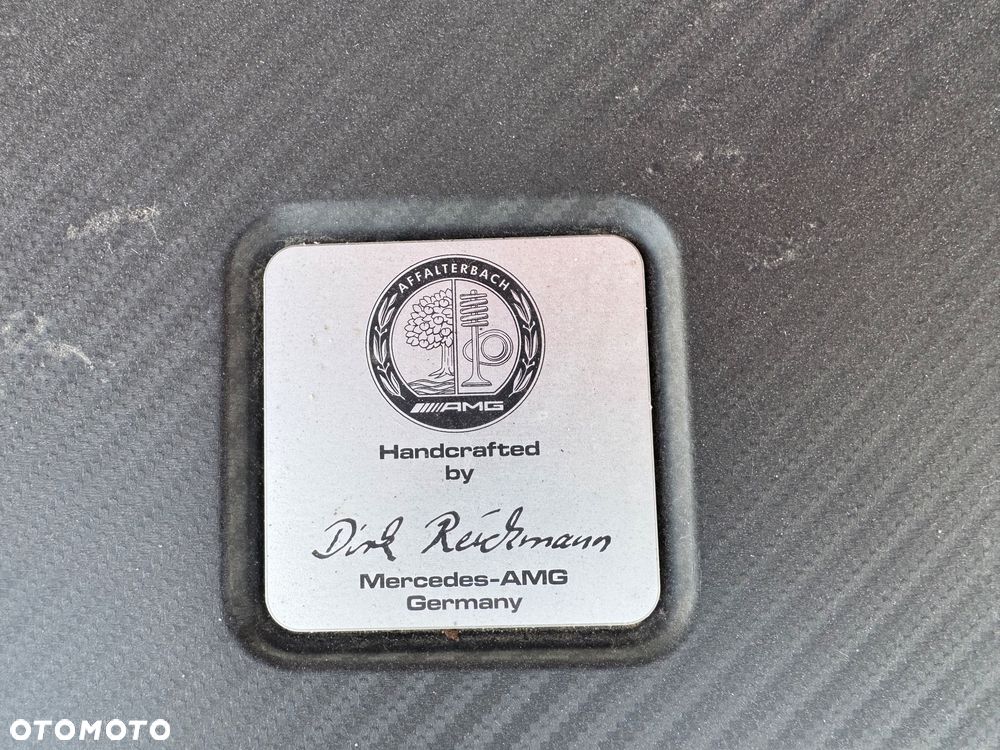 AFFALTERBACH
AMG
Handcrafted
by
Dirk Reichmann
Mercedes-AMG
Germany
OTOMOTO